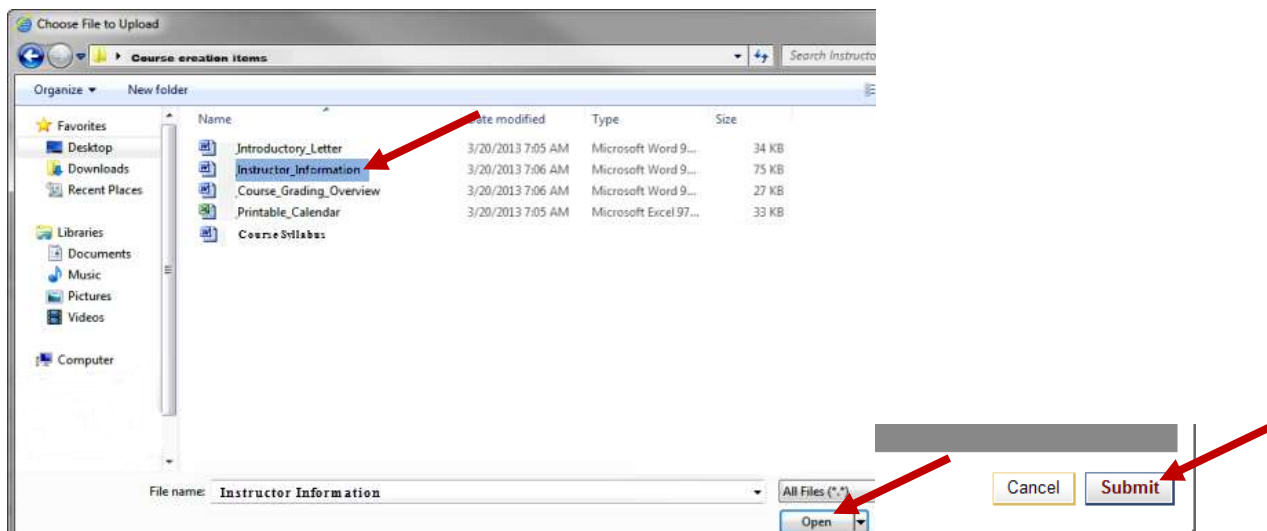 Choose File to Upload
Course creation items
Search Instructo
Organize New folder
Name Date modified Type Size
Favorites
Desktop
Downloads
Recent Places
Libraries
Documents
Music
Pictures
Videos
Computer
_Introductory_Letter 3/20/2013 7:05 AM Microsoft Word 9... 34 KB
_Instructor_Information 3/20/2013 7:06 AM Microsoft Word 9... 75 KB
_Course_Grading_Overview 3/20/2013 7:06 AM Microsoft Word 9... 27 KB
_Printable_Calendar 3/20/2013 7:05 AM Microsoft Excel 97... 33 KB
Course Syllabus
File name: Instructor Information All Files (*.*)
Open
Cancel Submit